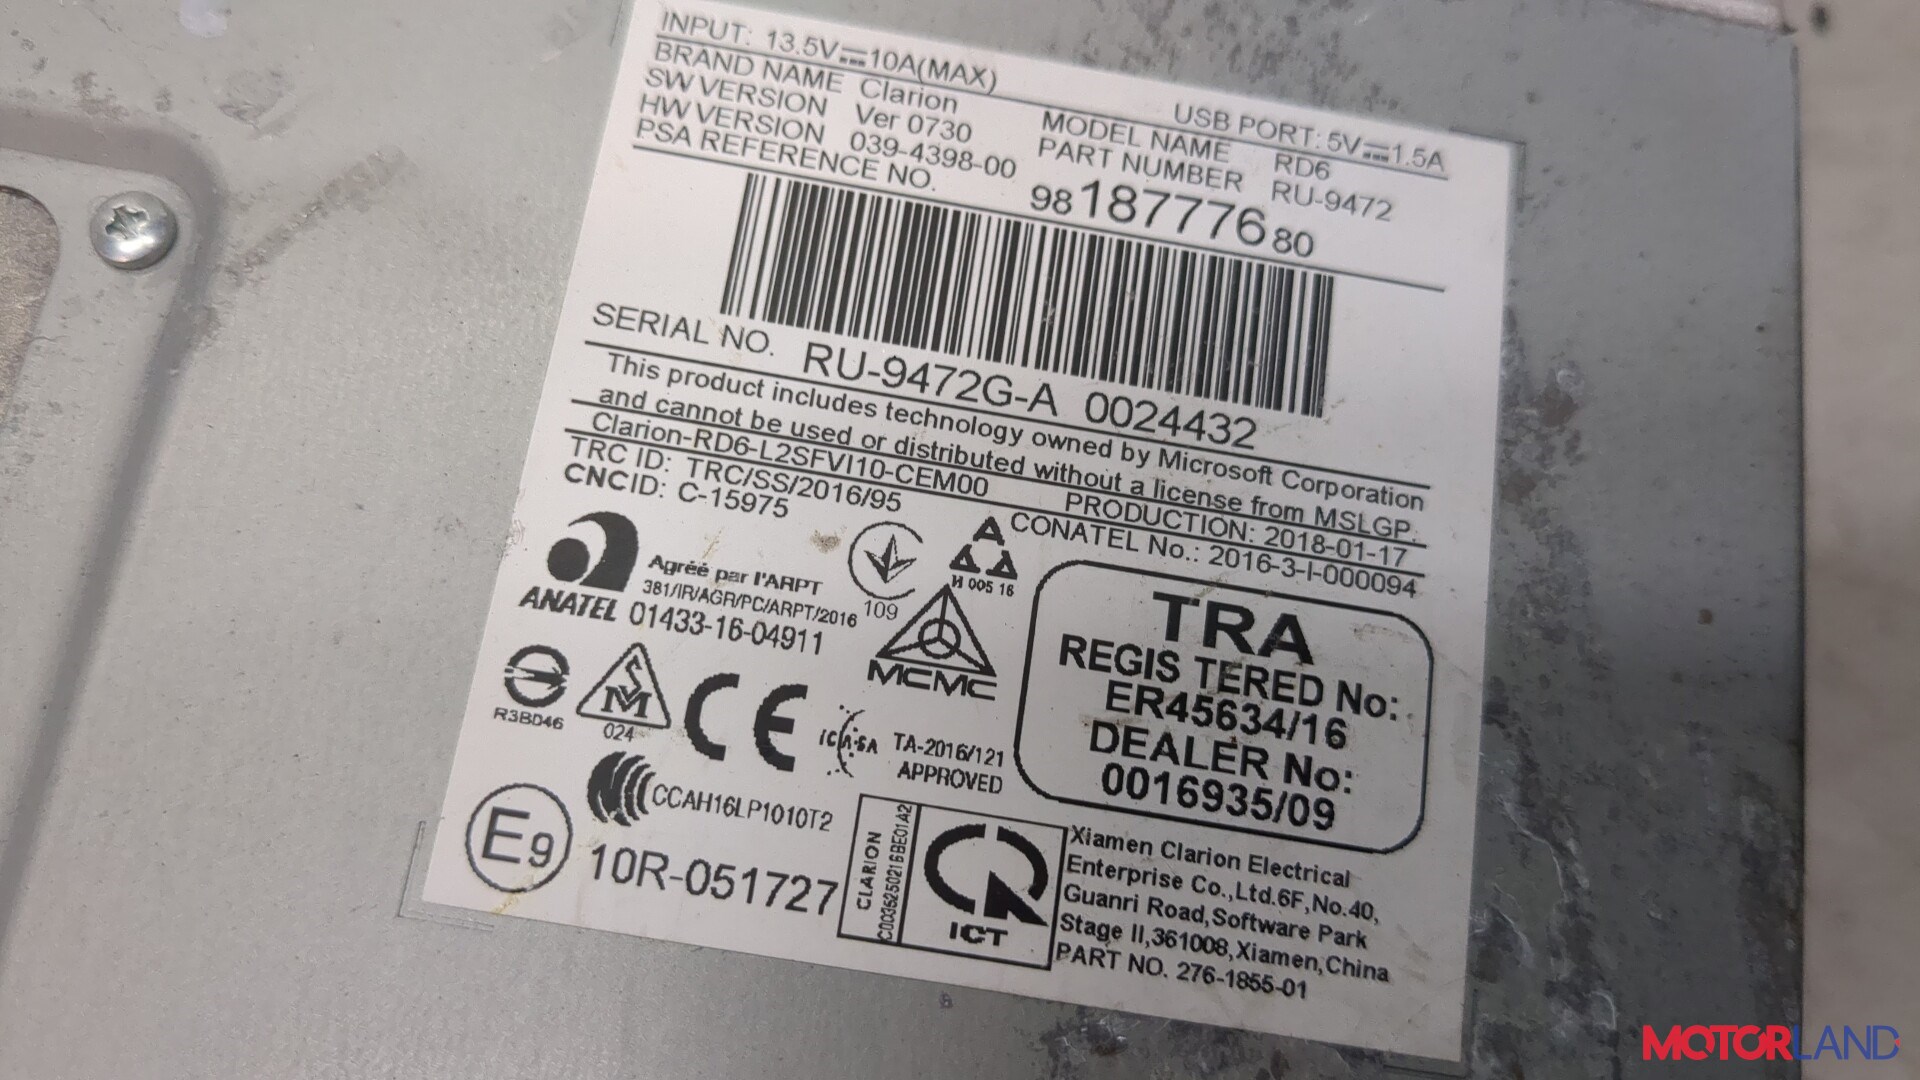 INPUT: 13.5V⎓10A(MAX) USB PORT: 5V⎓1.5A
BRAND NAME Clarion MODEL NAME RD6
SW VERSION Ver 0730 PART NUMBER RU-9472
HW VERSION 039-4398-00
PSA REFERENCE NO. 9818777680
SERIAL NO. RU-9472G-A 0024432
This product includes technology owned by Microsoft Corporation
and cannot be used or distributed without a license from MSLGP.
Clarion-RD6-L2SFVI10-CEM00 PRODUCTION: 2018-01-17
TRC ID: TRC/SS/2016/95 CONATEL No.: 2016-3-I-000094
CNCID: C-15975
Agréé par l'ARPT
381/IR/AGR/PC/ARPT/2016
ANATEL 01433-16-04911
109
H 005 16
MCMC
TRA
REGIS TERED No:
ER45634/16
DEALER No:
0016935/09
R3BD46
SM
024
CE
ICASA
TA-2016/121
APPROVED
CCAH16LP1010T2
E9 10R-051727
CLARION
C0035250216BE01A2
ICT
Xiamen Clarion Electrical
Enterprise Co.,Ltd.6F,No.40,
Guanri Road,Software Park
Stage II,361008,Xiamen,China
PART NO. 276-1855-01
MOTORLAND